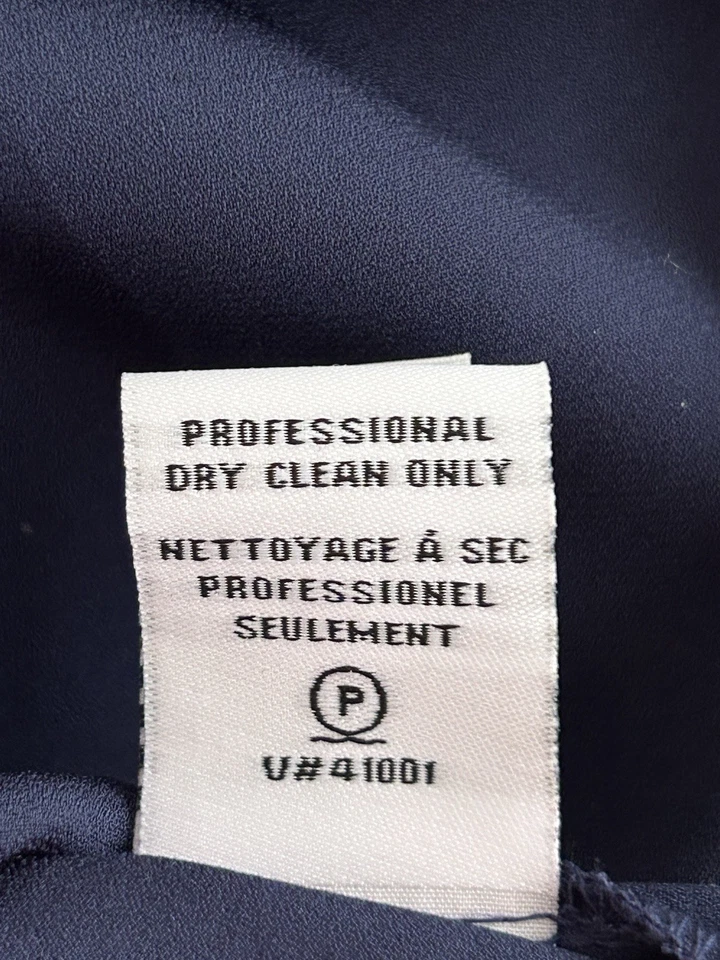 PROFESSIONAL
DRY CLEAN ONLY
NETTOYAGE Á SEC
PROFESSIONEL
SEULEMENT
P
V#41001